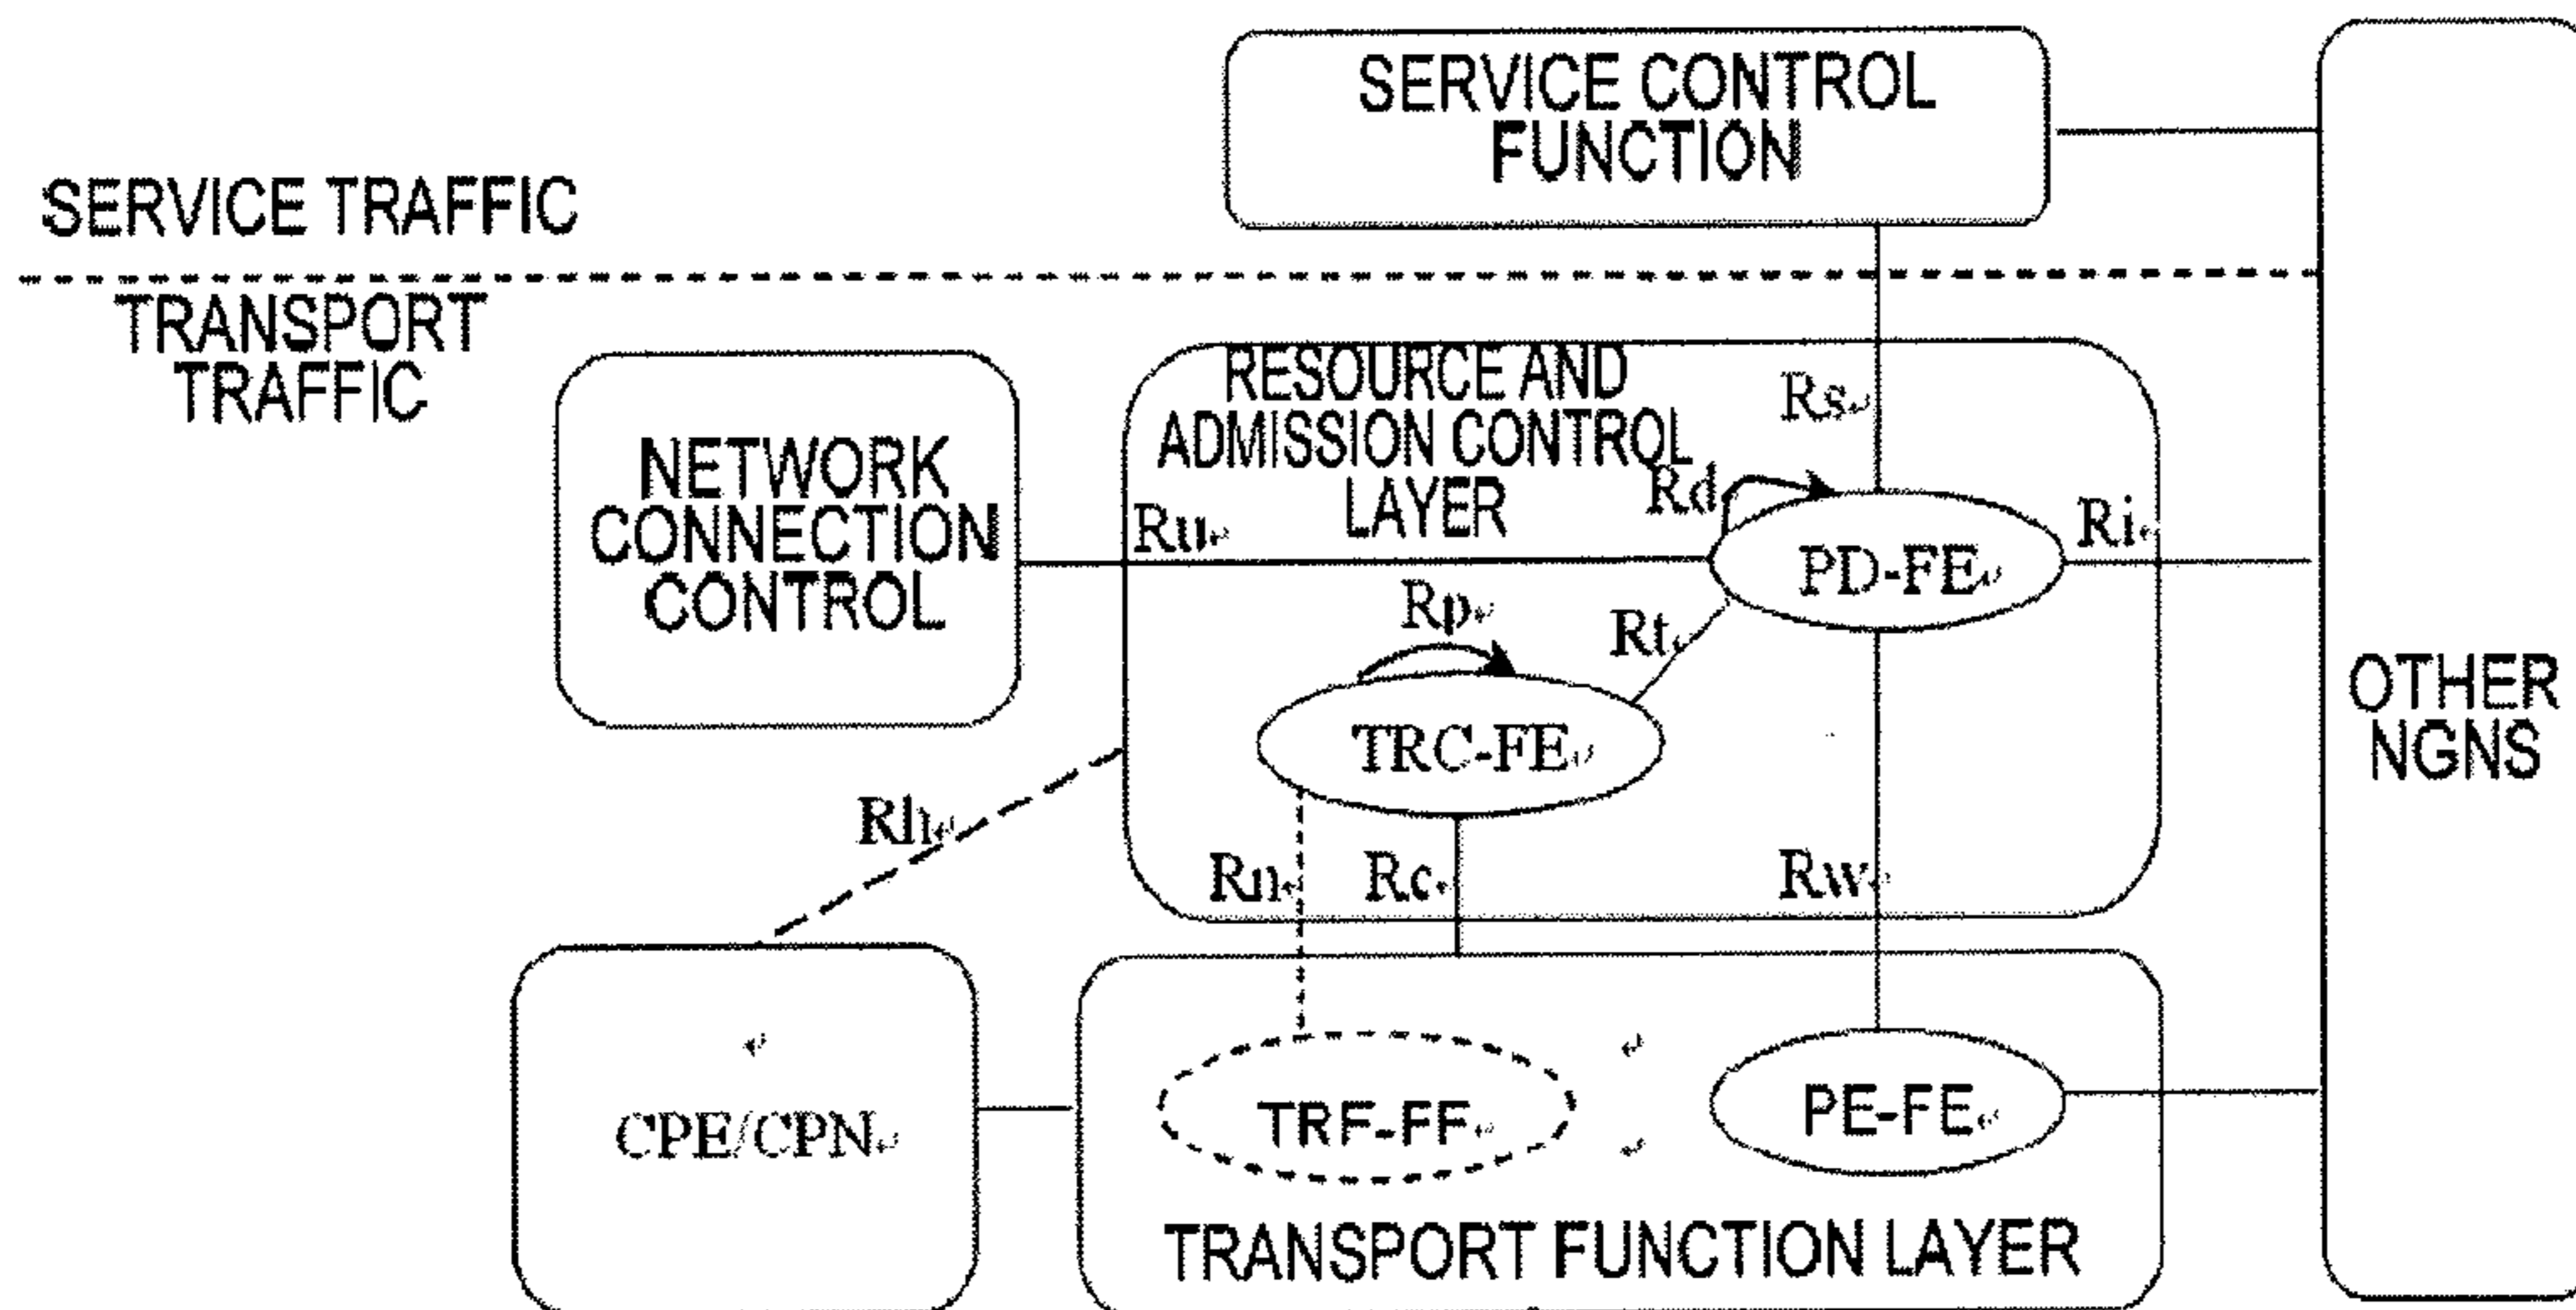 SERVICE CONTROL
FUNCTION
SERVICE TRAFFIC
TRANSPORT
TRAFFIC
NETWORK
CONNECTION
CONTROL
RESOURCE AND
ADMISSION CONTROL
LAYER
Rs
Rd
Ru
Ri
PD-FE
Rp
Rt
TRC-FE
OTHER
NGNS
Rh
Rn
Rc
Rw
CPE/CPN
TRF-FF
PE-FE
TRANSPORT FUNCTION LAYER